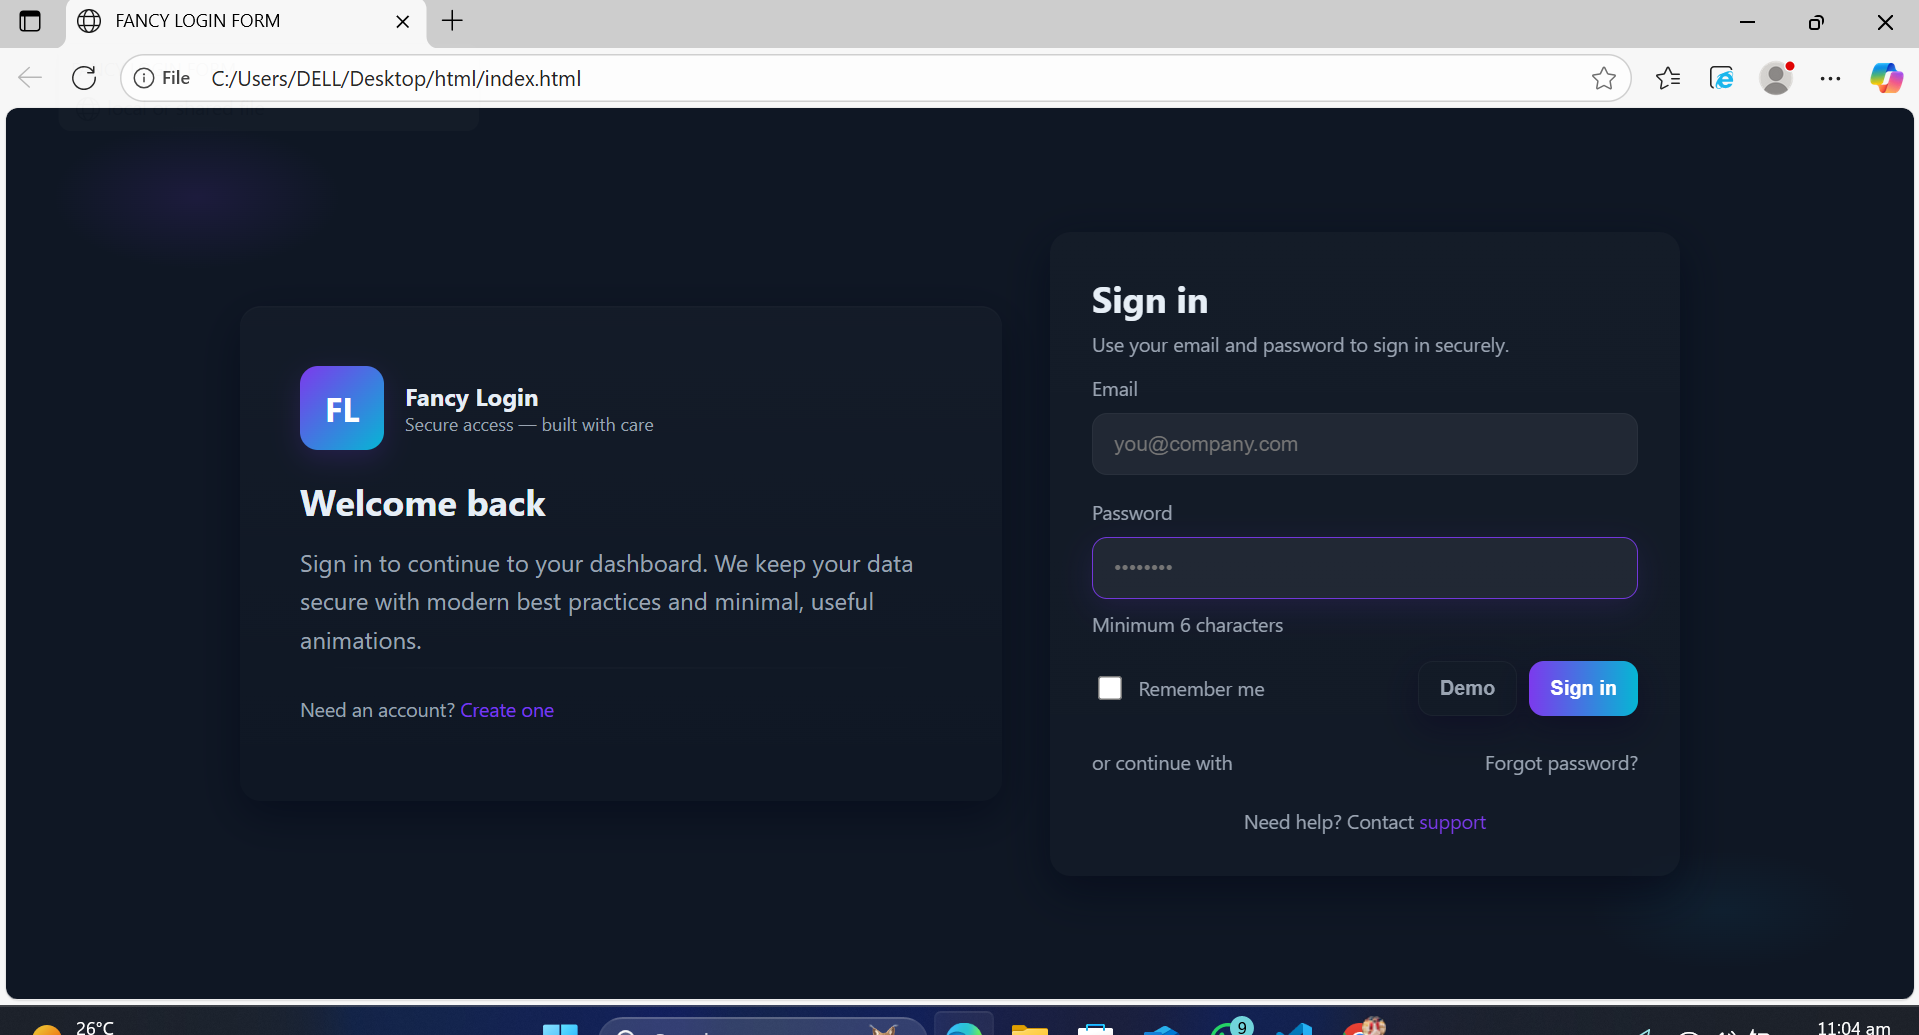 FANCY LOGIN FORM
File C:/Users/DELL/Desktop/html/index.html
FL
Fancy Login
Secure access — built with care
Welcome back
Sign in to continue to your dashboard. We keep your data
secure with modern best practices and minimal, useful
animations.
Need an account? Create one
Sign in
Use your email and password to sign in securely.
Email
you@company.com
Password
••••••••
Minimum 6 characters
Remember me
Demo
Sign in
or continue with
Forgot password?
Need help? Contact support
26°C
9
11:04 am